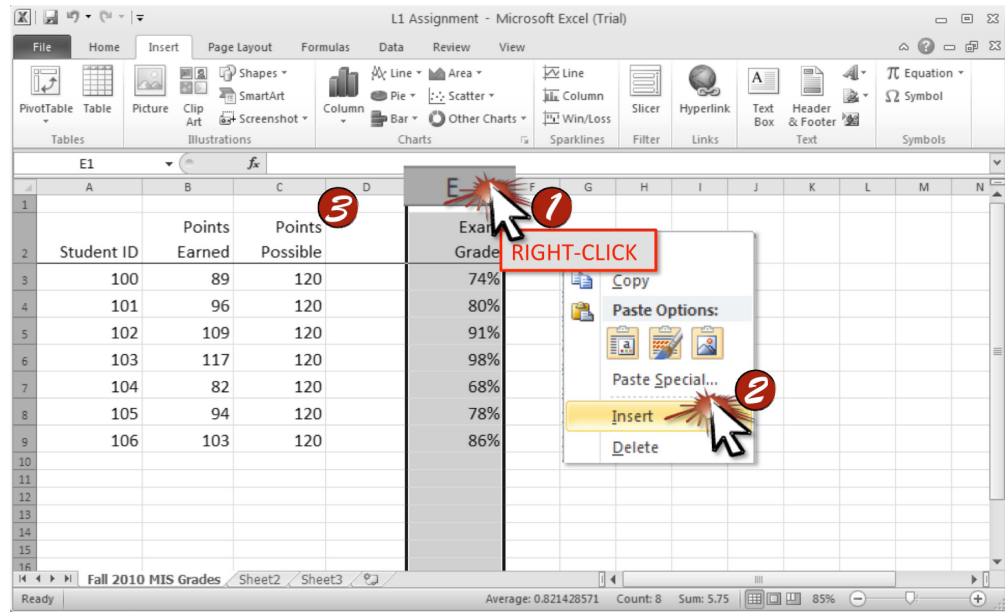 L1 Assignment - Microsoft Excel (Trial)
File Home Insert Page Layout Formulas Data Review View
PivotTable Table Picture Clip Art Shapes SmartArt Screenshot Column Line Pie Bar Area Scatter Other Charts Line Column Win/Loss Slicer Hyperlink Text Box Header & Footer Equation Symbol
Tables Illustrations Charts Sparklines Filter Links Text Symbols
E1 fx
A B C D E F G H I J K L M N
1
3 1
Points Points Exam
2 Student ID Earned Possible Grade
RIGHT-CLICK
3 100 89 120 74%
Copy
4 101 96 120 80%
Paste Options:
5 102 109 120 91%
6 103 117 120 98%
7 104 82 120 68%
Paste Special...
2
8 105 94 120 78%
Insert
9 106 103 120 86%
Delete
10
11
12
13
14
15
16
Fall 2010 MIS Grades Sheet2 Sheet3
Ready Average: 0.821428571 Count: 8 Sum: 5.75 85%